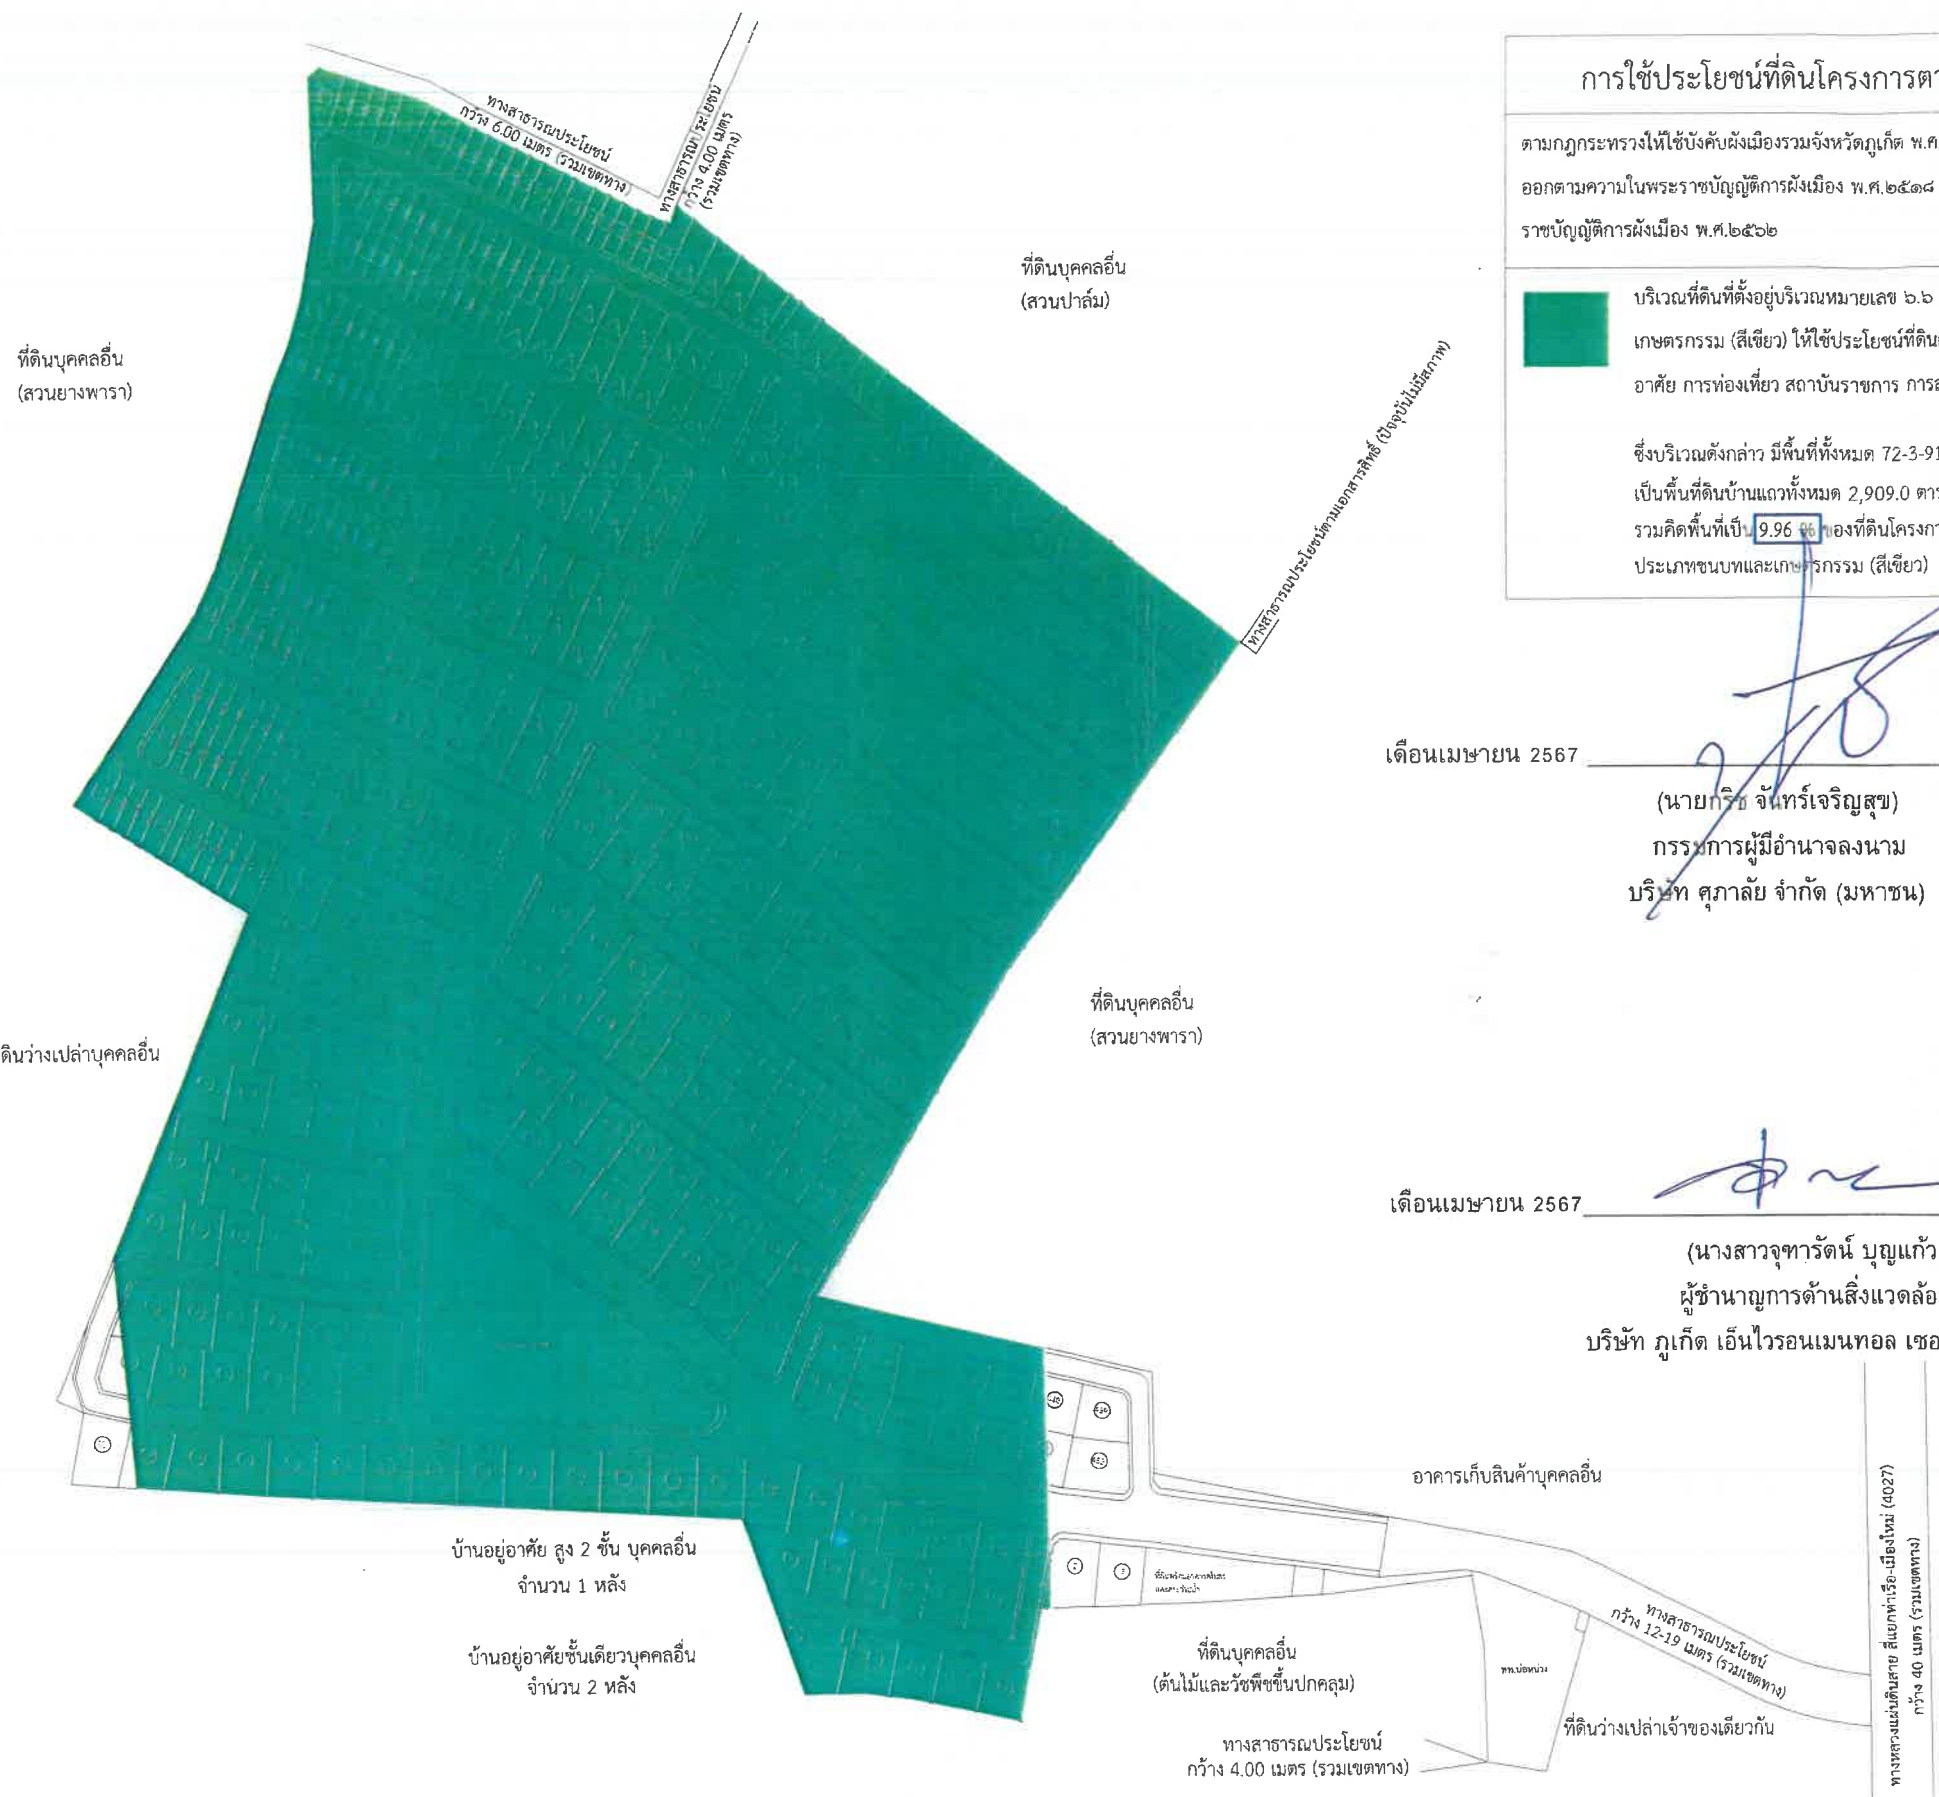 ทางสาธารณประโยชน์
กว้าง 6.00 เมตร (รวมเขตทาง)
ทางสาธารณประโยชน์
กว้าง 4.00 เมตร
(รวมเขตทาง)
ที่ดินบุคคลอื่น
(สวนปาล์ม)
ที่ดินบุคคลอื่น
(สวนยางพารา)
ทางสาธารณประโยชน์ตามเอกสารสิทธิ์ (ปัจจุบันไม่มีสภาพ)
การใช้ประโยชน์ที่ดินโครงการตา
ตามกฎกระทรวงให้ใช้บังคับผังเมืองรวมจังหวัดภูเก็ต พ.ศ
ออกตามความในพระราชบัญญัติการผังเมือง พ.ศ.๒๕๑๘
ราชบัญญัติการผังเมือง พ.ศ.๒๕๖๒
บริเวณที่ดินที่ตั้งอยู่บริเวณหมายเลข ๖.๖
เกษตรกรรม (สีเขียว) ให้ใช้ประโยชน์ที่ดิน
อาศัย การท่องเที่ยว สถาบันราชการ การส
ซึ่งบริเวณดังกล่าว มีพื้นที่ทั้งหมด 72-3-91
เป็นพื้นที่ดินบ้านแถวทั้งหมด 2,909.0 ตาร
รวมคิดพื้นที่เป็น 9.96 % ของที่ดินโครงกา
ประเภทชนบทและเกษตรกรรม (สีเขียว)
เดือนเมษายน 2567
(นายกริช จันทร์เจริญสุข)
กรรมการผู้มีอำนาจลงนาม
บริษัท ศุภาลัย จำกัด (มหาชน)
ที่ดินบุคคลอื่น
(สวนยางพารา)
ดินว่างเปล่าบุคคลอื่น
เดือนเมษายน 2567
(นางสาวจุฑารัตน์ บุญแก้ว
ผู้ชำนาญการด้านสิ่งแวดล้อ
บริษัท ภูเก็ต เอ็นไวรอนเมนทอล เซอ
อาคารเก็บสินค้าบุคคลอื่น
บ้านอยู่อาศัย สูง 2 ชั้น บุคคลอื่น
จำนวน 1 หลัง
บ้านอยู่อาศัยชั้นเดียวบุคคลอื่น
จำนวน 2 หลัง
ที่ดินบุคคลอื่น
(ต้นไม้และวัชพืชขึ้นปกคลุม)
ทางสาธารณประโยชน์
กว้าง 12-19 เมตร (รวมเขตทาง)
ที่ดินว่างเปล่าเจ้าของเดียวกัน
ทางสาธารณประโยชน์
กว้าง 4.00 เมตร (รวมเขตทาง)
ทางหลวงแผ่นดินสาย สี่แยกท่าเรือ-เมืองใหม่ (4027)
กว้าง 40 เมตร (รวมเขตทาง)